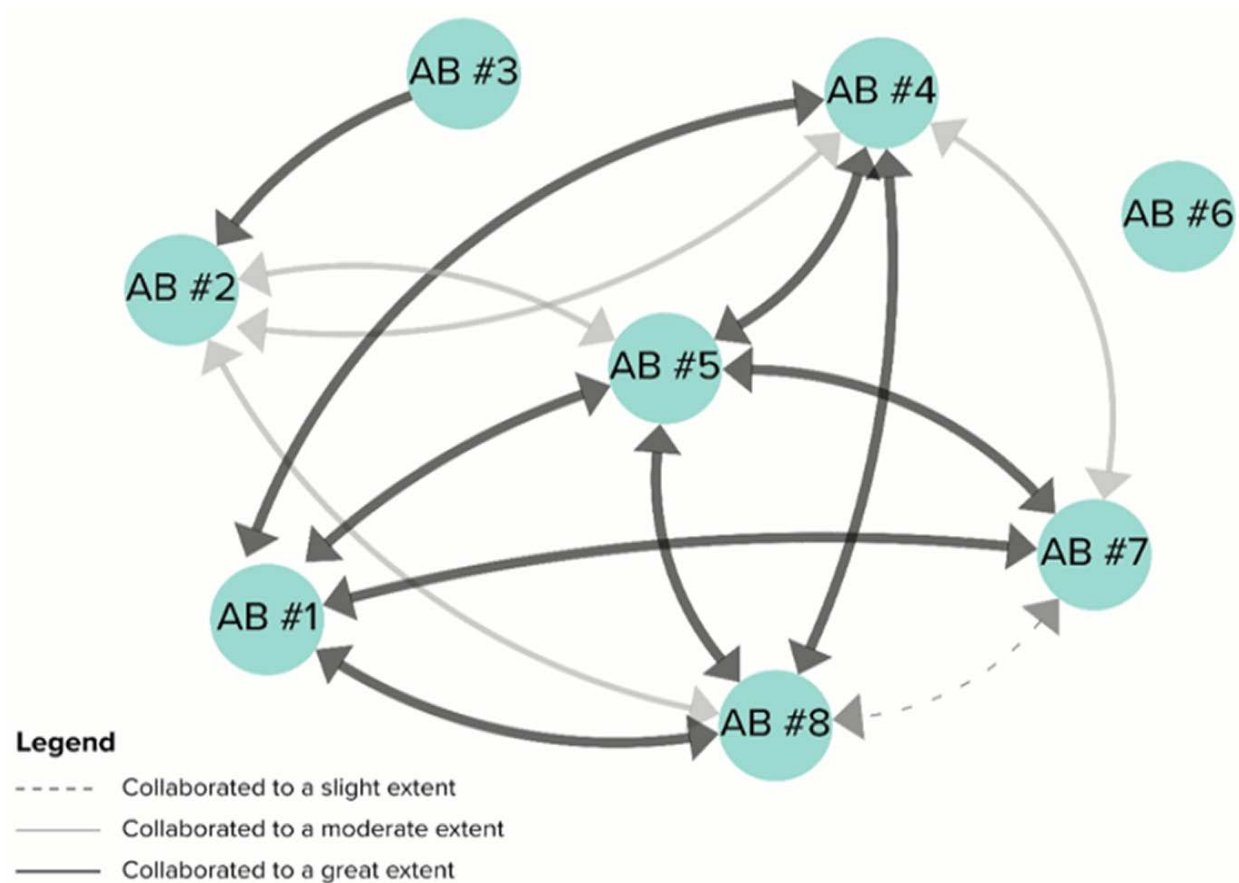 AB #3
AB #4
AB #6
AB #2
AB #5
AB #7
AB #1
AB #8
Legend
Collaborated to a slight extent
Collaborated to a moderate extent
Collaborated to a great extent